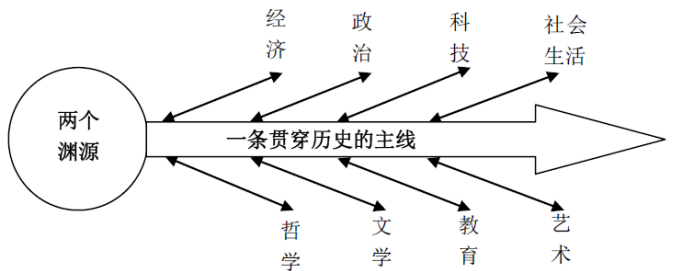 经济
政治
科技
社会
生活
两个
渊源
一条贯穿历史的主线
哲学
文学
教育
艺术